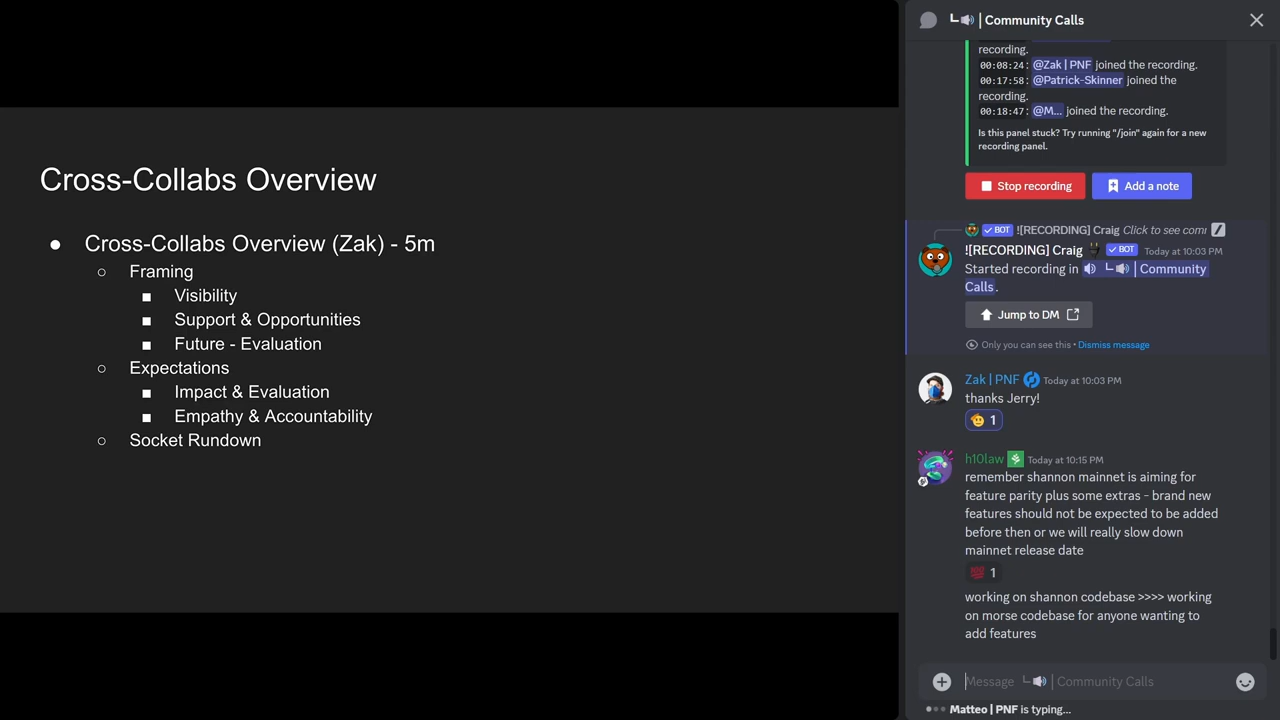 Cross-Collabs Overview
● Cross-Collabs Overview (Zak) - 5m
○ Framing
■ Visibility
■ Support & Opportunities
■ Future - Evaluation
○ Expectations
■ Impact & Evaluation
■ Empathy & Accountability
○ Socket Rundown
└🔊 | Community Calls
recording.
00:08:24: @Zak | PNF joined the recording.
00:17:58: @Patrick-Skinner joined the
recording.
00:18:47: @M... joined the recording.
Is this panel stuck? Try running "/join" again for a new
recording panel.
Stop recording
Add a note
✓ BOT ![RECORDING] Craig Click to see comi
![RECORDING] Craig ✓ BOT Today at 10:03 PM
Started recording in 🔊 └🔊 | Community
Calls.
Jump to DM
Only you can see this • Dismiss message
Zak | PNF Today at 10:03 PM
thanks Jerry!
1
h10law Today at 10:15 PM
remember shannon mainnet is aiming for
feature parity plus some extras - brand new
features should not be expected to be added
before then or we will really slow down
mainnet release date
💯 1
working on shannon codebase >>>> working
on morse codebase for anyone wanting to
add features
Message └🔊 | Community Calls
Matteo | PNF is typing...